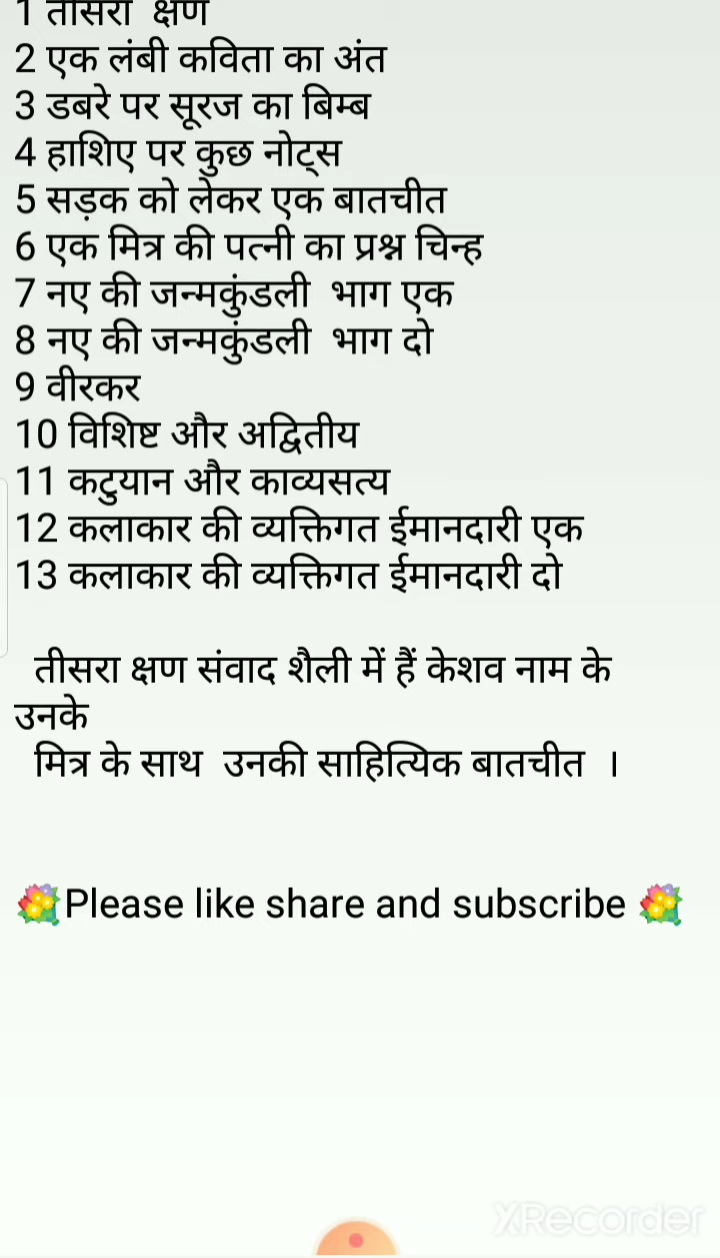 1 तीसरा क्षण
2 एक लंबी कविता का अंत
3 डबरे पर सूरज का बिम्ब
4 हाशिए पर कुछ नोट्स
5 सड़क को लेकर एक बातचीत
6 एक मित्र की पत्नी का प्रश्न चिन्ह
7 नए की जन्मकुंडली भाग एक
8 नए की जन्मकुंडली भाग दो
9 वीरकर
10 विशिष्ट और अद्वितीय
11 कटुयान और काव्यसत्य
12 कलाकार की व्यक्तिगत ईमानदारी एक
13 कलाकार की व्यक्तिगत ईमानदारी दो
तीसरा क्षण संवाद शैली में हैं केशव नाम के
उनके
मित्र के साथ उनकी साहित्यिक बातचीत ।
💐Please like share and subscribe 💐
XRecorder